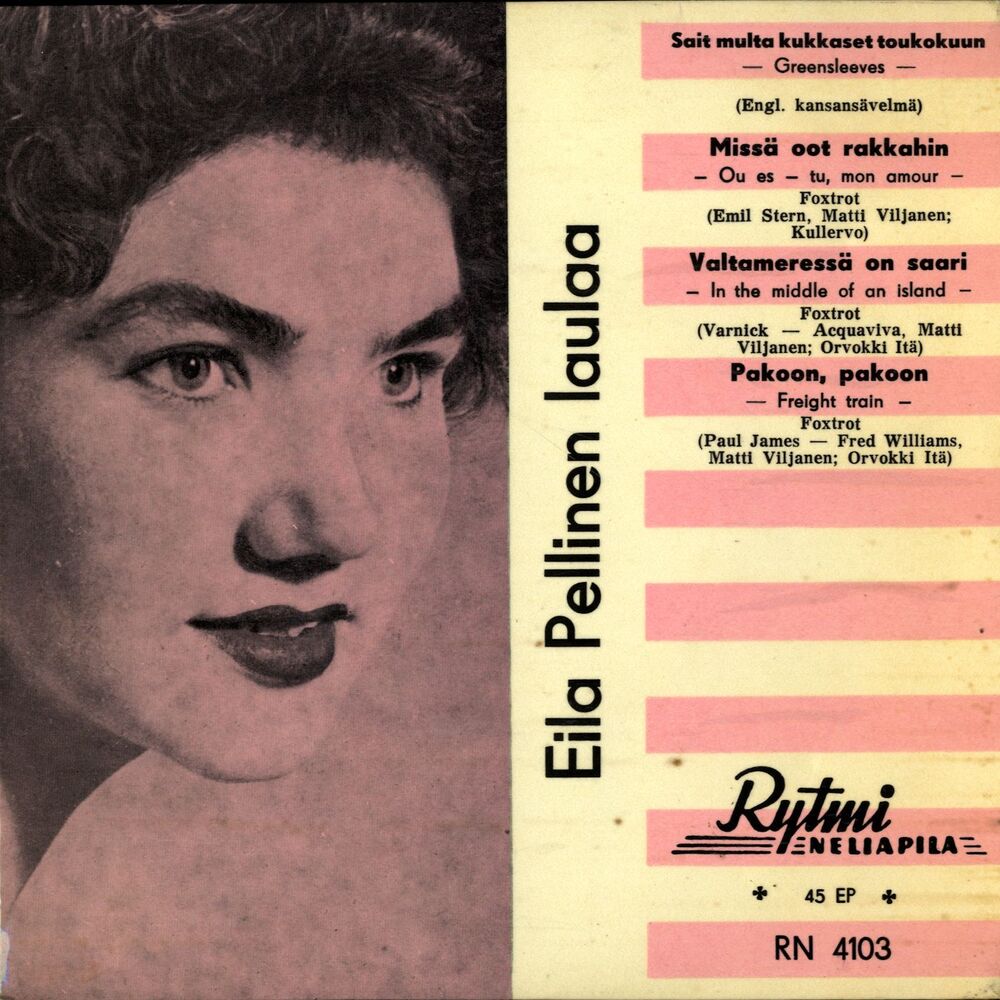 Eila Pellinen laulaa
Sait multa kukkaset toukokuun
— Greensleeves —
(Engl. kansansävelmä)
Missä oot rakkahin
– Ou es – tu, mon amour –
Foxtrot
(Emil Stern, Matti Viljanen;
Kullervo)
Valtameressä on saari
– In the middle of an island –
Foxtrot
(Varnick — Acquaviva, Matti
Viljanen; Orvokki Itä)
Pakoon, pakoon
— Freight train –
Foxtrot
(Paul James — Fred Williams,
Matti Viljanen; Orvokki Itä)
Rytmi
NELIAPILA
45 EP
RN 4103